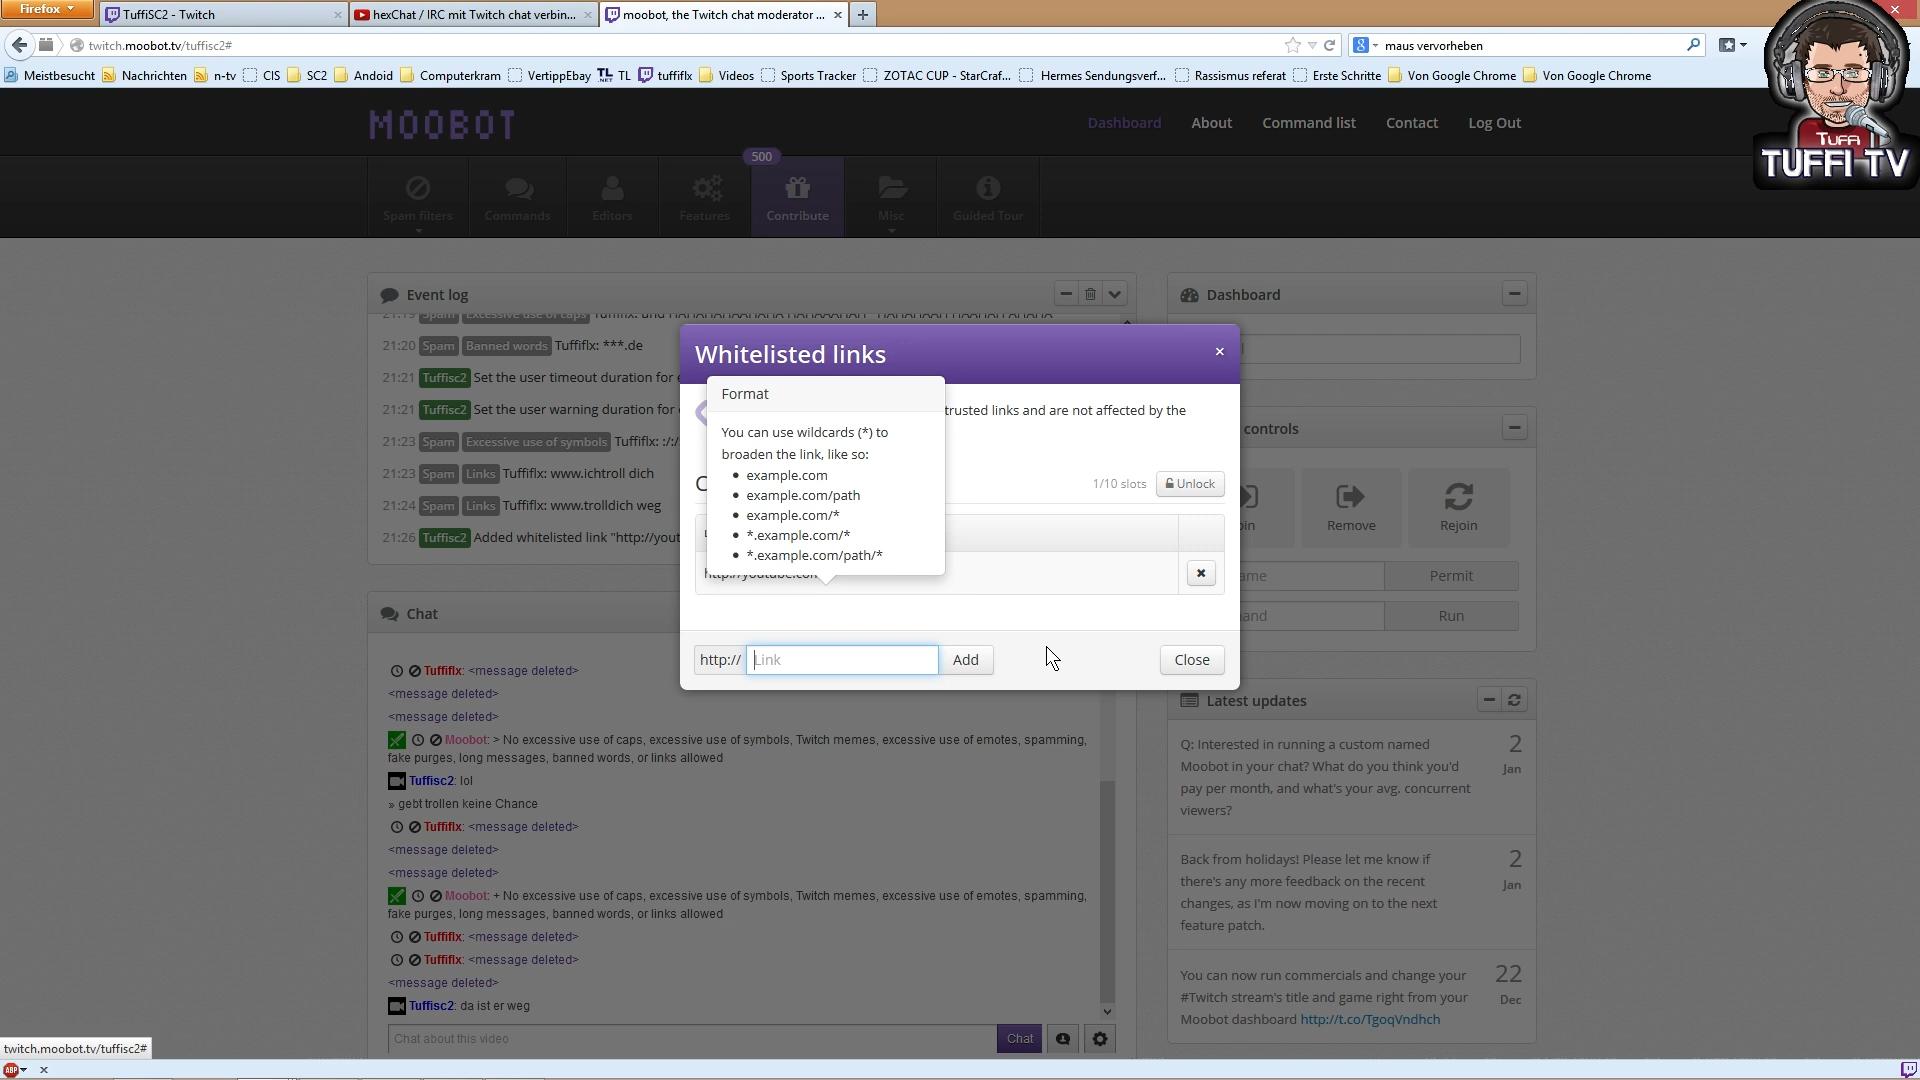 Firefox
TuffiSC2 - Twitch
hexChat / IRC mit Twitch chat verbin...
moobot, the Twitch chat moderator ...
twitch.moobot.tv/tuffisc2#
maus vervorheben
Meistbesucht
Nachrichten
n-tv
CIS
SC2
Andoid
Computerkram
VertippEbay
TL
tufﬁflx
Videos
Sports Tracker
ZOTAC CUP - StarCraf...
Hermes Sendungsverf...
Rassismus referat
Erste Schritte
Von Google Chrome
Von Google Chrome
TUFFI
TUFFI TV
MOOBOT
Dashboard
About
Command list
Contact
Log Out
500
Spam filters
Commands
Editors
Features
Contribute
Misc
Guided Tour
Event log
21:19 Spam Excessive use of caps Tuffiflx: und
21:20 Spam Banned words Tuffiflx: ***.de
21:21 Tuffisc2 Set the user timeout duration for
21:21 Tuffisc2 Set the user warning duration for
21:23 Spam Excessive use of symbols Tuffiflx: ://:/
21:23 Spam Links Tuffiflx: www.ichtroll dich
21:24 Spam Links Tuffiflx: www.trolldich weg
21:26 Tuffisc2 Added whitelisted link "http://yout
Whitelisted links
×
trusted links and are not affected by the
Format
You can use wildcards (*) to
broaden the link, like so:
example.com
example.com/path
example.com/*
*.example.com/*
*.example.com/path/*
C
1/10 slots
Unlock
http://youtube.com
http://
Link
Add
Close
Dashboard
controls
Remove
Rejoin
Permit
Run
Chat
Tuffiflx: <message deleted>
<message deleted>
<message deleted>
Moobot: > No excessive use of caps, excessive use of symbols, Twitch memes, excessive use of emotes, spamming,
fake purges, long messages, banned words, or links allowed
Tuffisc2: lol
» gebt trollen keine Chance
Tuffiflx: <message deleted>
<message deleted>
<message deleted>
Moobot: + No excessive use of caps, excessive use of symbols, Twitch memes, excessive use of emotes, spamming,
fake purges, long messages, banned words, or links allowed
Tuffiflx: <message deleted>
Tuffiflx: <message deleted>
<message deleted>
Tuffisc2: da ist er weg
Chat about this video
Chat
Latest updates
Q: Interested in running a custom named
Moobot in your chat? What do you think you'd
pay per month, and what's your avg. concurrent
viewers?
2
Jan
Back from holidays! Please let me know if
there's any more feedback on the recent
changes, as I'm now moving on to the next
feature patch.
2
Jan
You can now run commercials and change your
#Twitch stream's title and game right from your
Moobot dashboard http://t.co/TgoqVndhch
22
Dec
twitch.moobot.tv/tuffisc2#
ABP